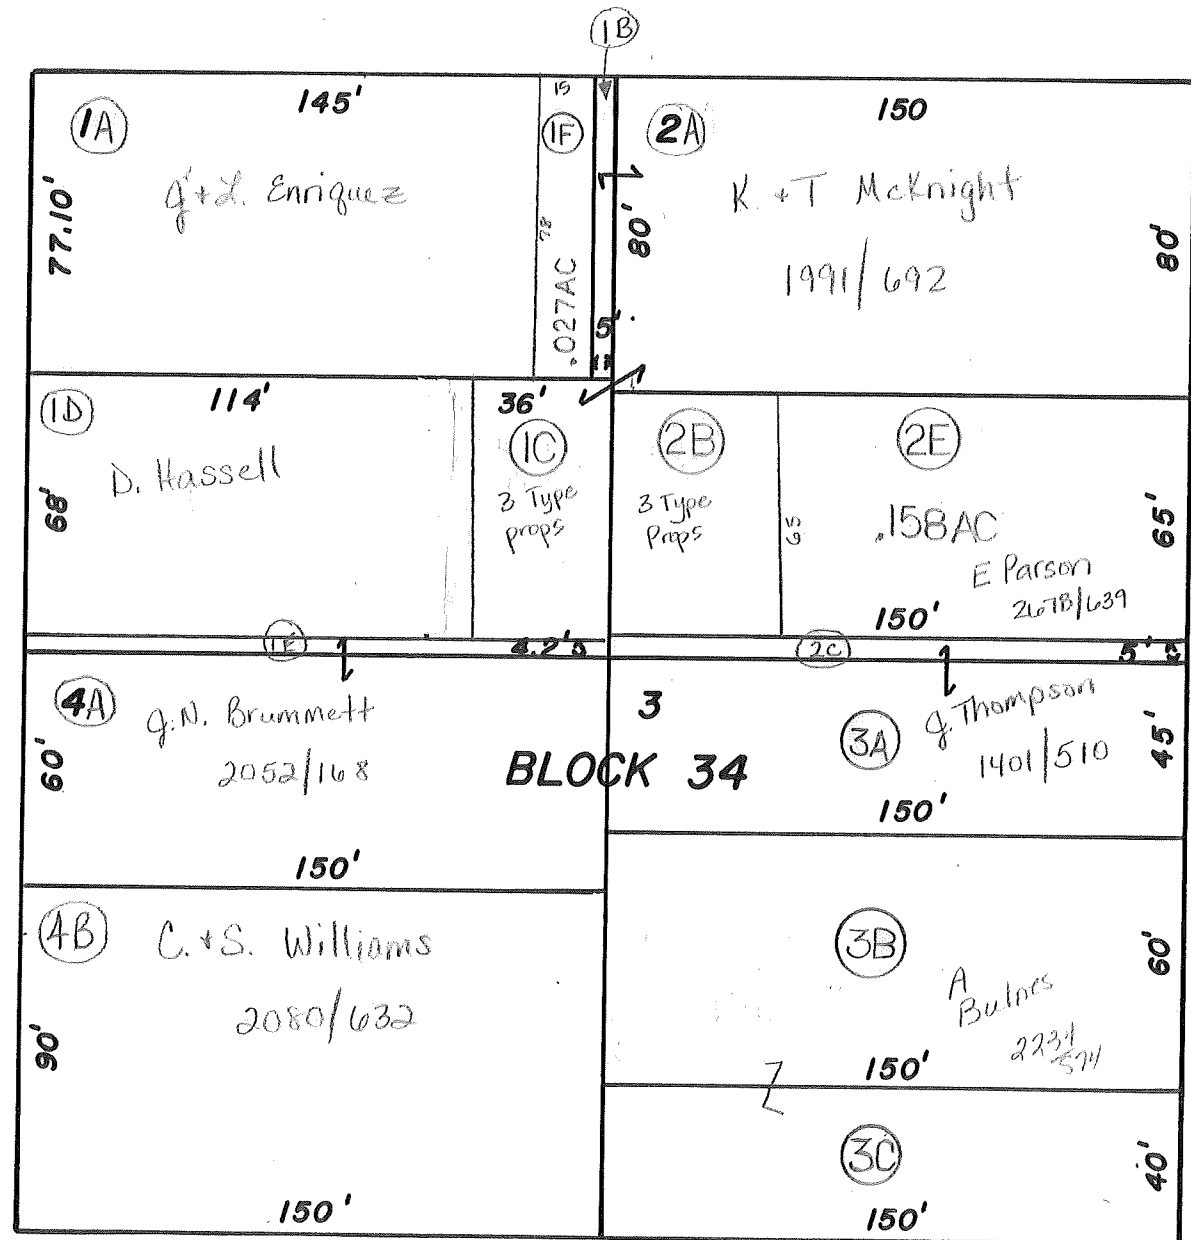 1B
1A
145'
77.10'
J + L. Enriquez
15
1F
78
.027AC
5'
2A
150
80'
80'
K. + T McKnight
1991/692
1D
114'
68'
D. Hassell
36'
1C
3 Type
props
2B
3 Type
Props
65
2E
.158AC
65'
E Parson
2678/639
150'
1E
4.2'
2C
5'
4A
J.N. Brummett
2052/168
60'
150'
3
BLOCK 34
3A
J. Thompson
1401/510
45'
150'
4B
C. + S. Williams
2080/632
90'
150'
3B
A
Bulnes
2234
574
60'
150'
3C
40'
150'